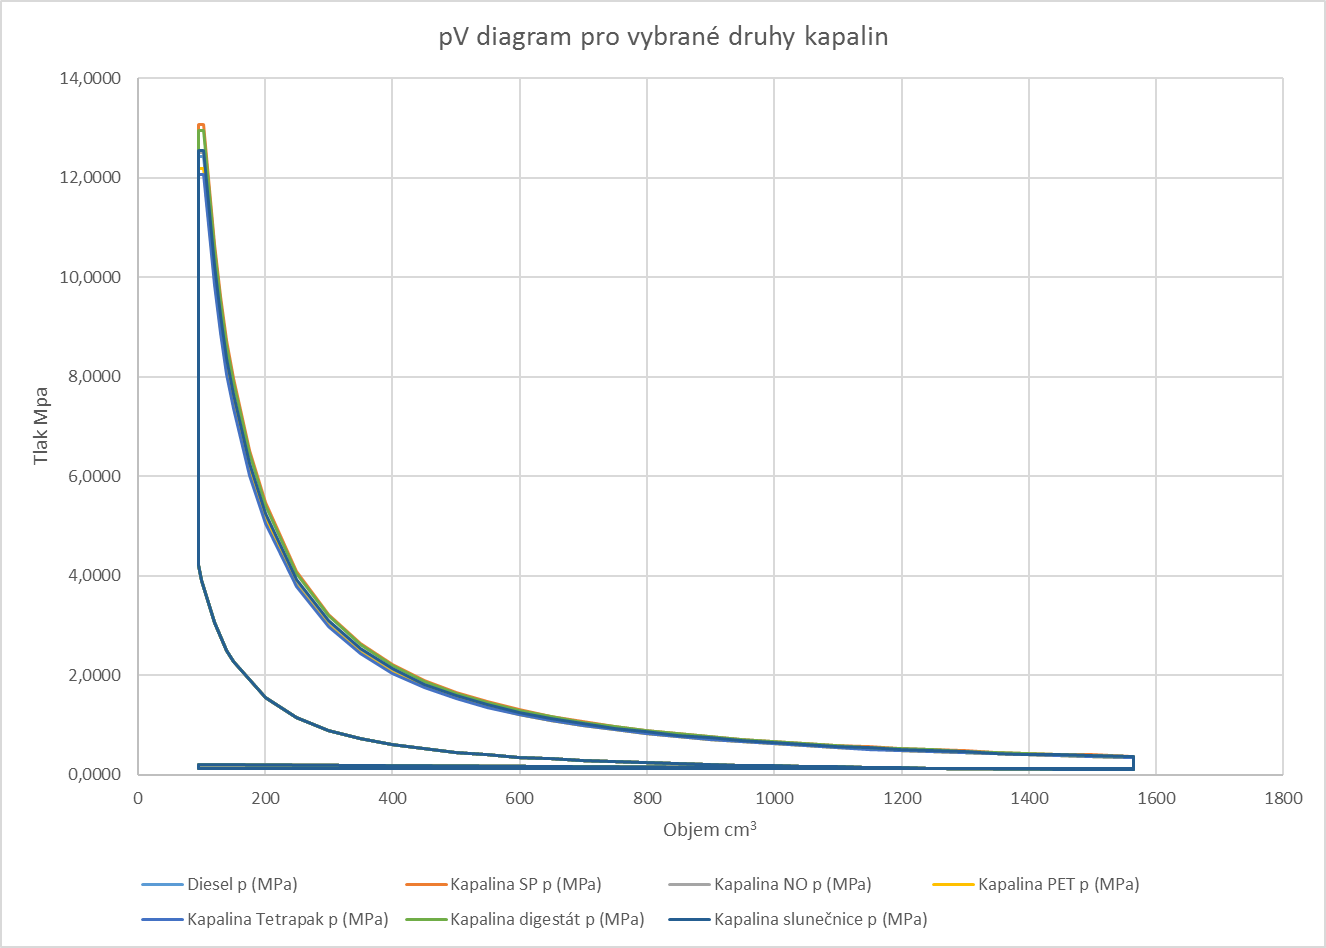 pV diagram pro vybrané druhy kapalin
14,0000
12,0000
10,0000
8,0000
6,0000
4,0000
2,0000
0,0000
Tlak Mpa
0 200 400 600 800 1000 1200 1400 1600 1800
Objem cm³
Diesel p (MPa) Kapalina SP p (MPa) Kapalina NO p (MPa) Kapalina PET p (MPa)
Kapalina Tetrapak p (MPa) Kapalina digestát p (MPa) Kapalina slunečnice p (MPa)